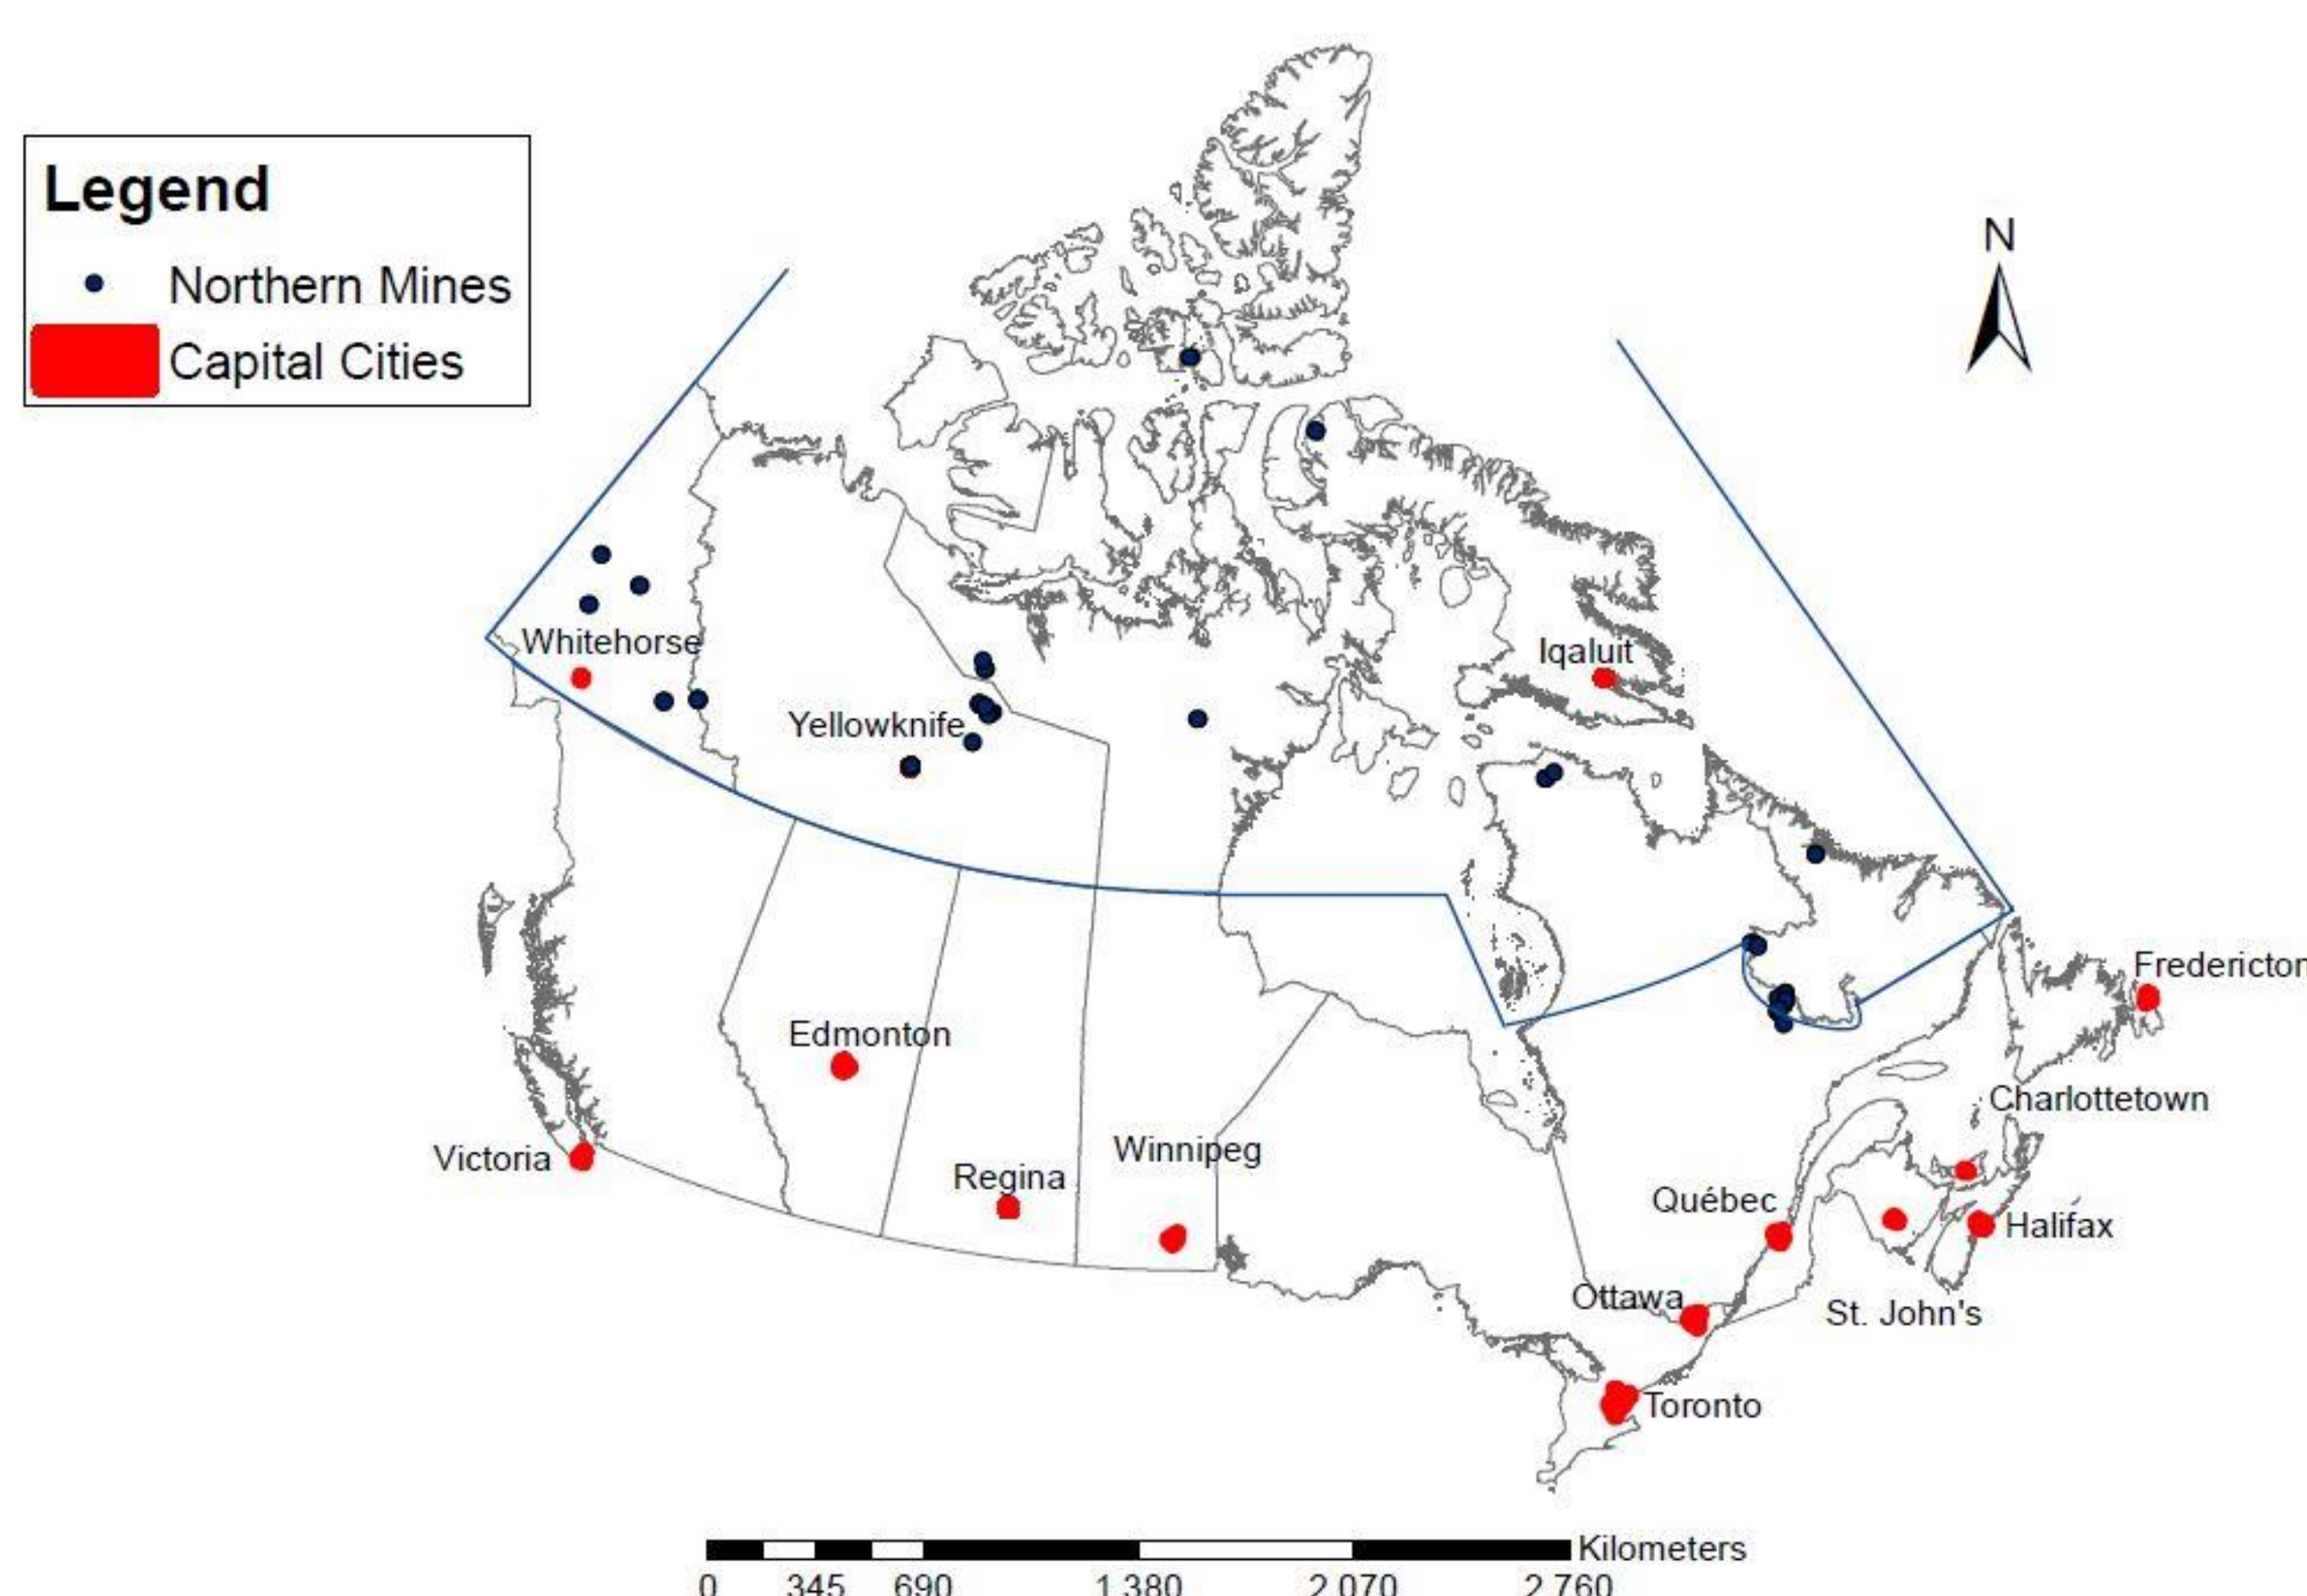 Legend
Northern Mines
Capital Cities
N
Whitehorse
Iqaluit
Yellowknife
Fredericton
Edmonton
Charlottetown
Winnipeg
Victoria
Regina
Québec
Halifax
Ottawa
St. John's
Toronto
Kilometers
0 345 690 1 380 2 070 2 760